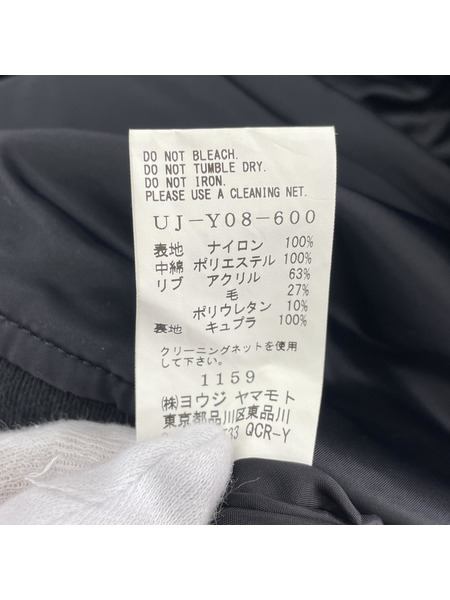 DO NOT BLEACH.
DO NOT TUMBLE DRY.
DO NOT IRON.
PLEASE USE A CLEANING NET.
UJ-Y08-600
表地 ナイロン 100%
中綿 ポリエステル 100%
リブ アクリル 63%
毛 27%
ポリウレタン 10%
裏地 キュプラ 100%
クリーニングネットを使用
して下さい。
1159
(株)ヨウジ ヤマモト
東京都品川区東品川
33 QCR-Y